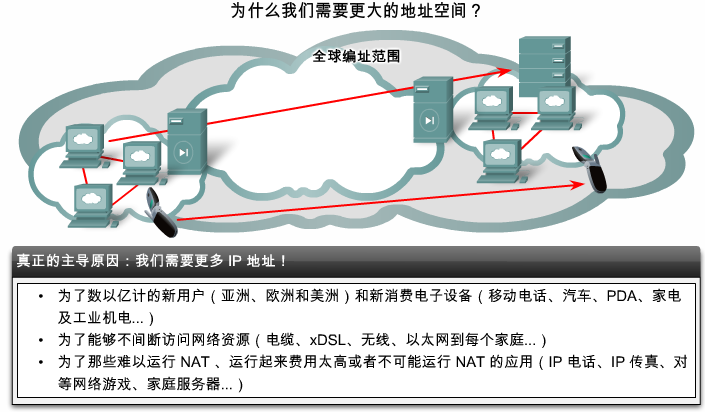 为什么我们需要更大的地址空间？
全球编址范围
真正的主导原因：我们需要更多 IP 地址！
• 为了数以亿计的新用户（亚洲、欧洲和美洲）和新消费电子设备（移动电话、汽车、PDA、家电
及工业机电...）
• 为了能够不间断访问网络资源（电缆、xDSL、无线、以太网到每个家庭...）
• 为了那些难以运行 NAT 、运行起来费用太高或者不可能运行 NAT 的应用（IP 电话、IP 传真、对
等网络游戏、家庭服务器...）